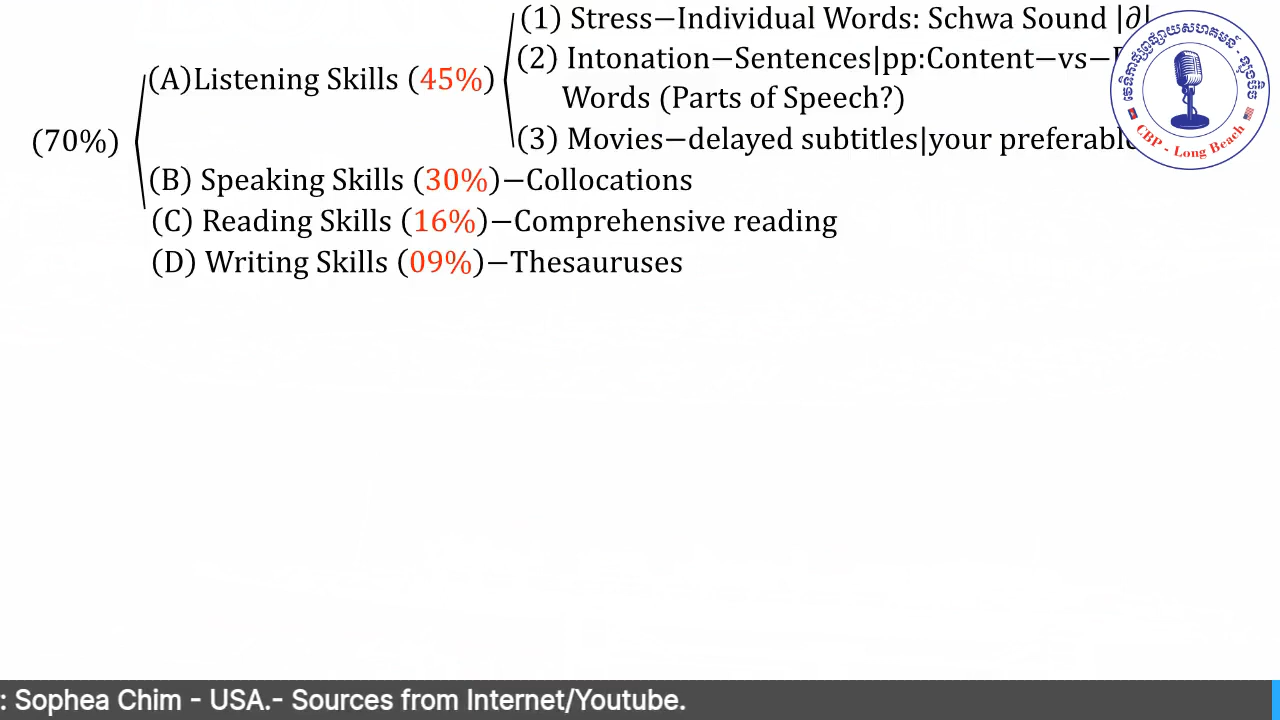 (1) Stress−Individual Words: Schwa Sound |∂|
(2) Intonation−Sentences|pp:Content−vs−
Words (Parts of Speech?)
(A)Listening Skills (45%)
(3) Movies−delayed subtitles|your preferable
(70%)
(B) Speaking Skills (30%)−Collocations
(C) Reading Skills (16%)−Comprehensive reading
(D) Writing Skills (09%)−Thesauruses
CBP - Long Beach
: Sophea Chim - USA.- Sources from Internet/Youtube.